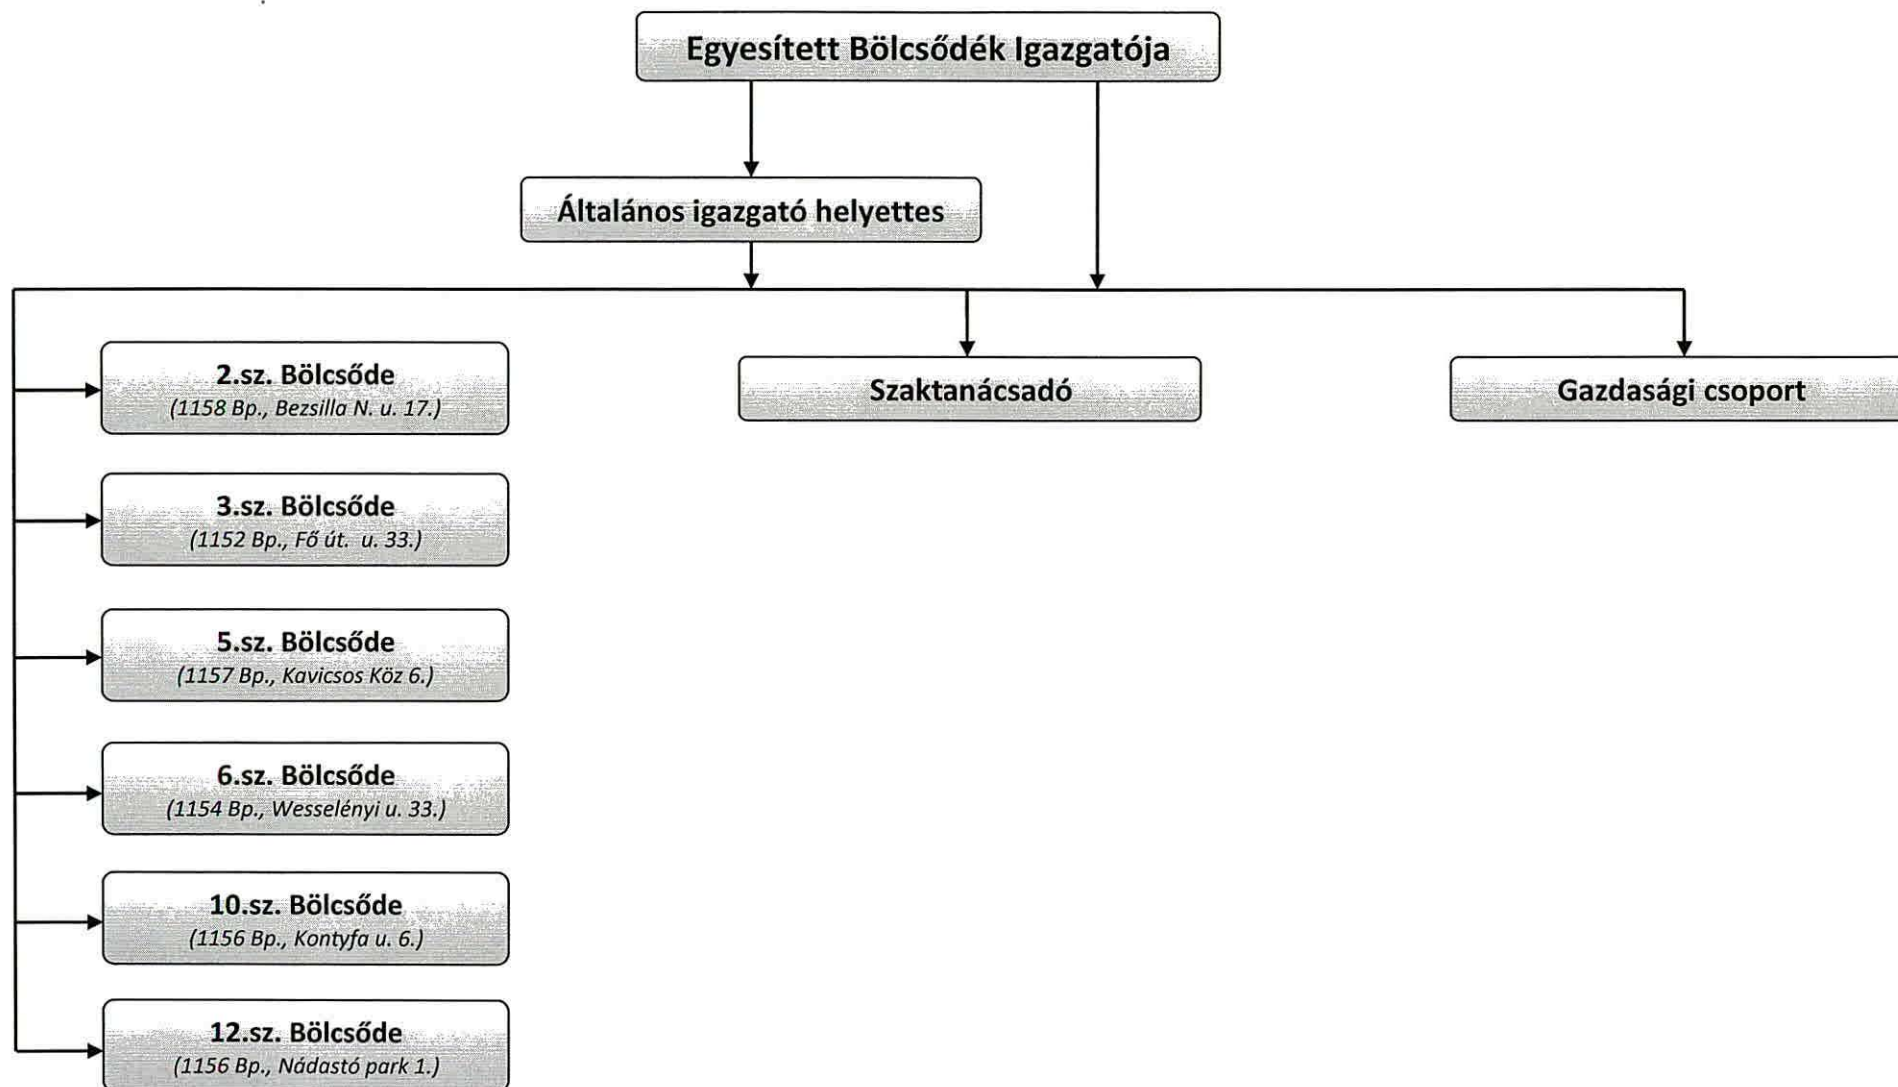 Egyesített Bölcsődék Igazgatója
Általános igazgató helyettes
2.sz. Bölcsőde
(1158 Bp., Bezsilla N. u. 17.)
3.sz. Bölcsőde
(1152 Bp., Fő út. u. 33.)
5.sz. Bölcsőde
(1157 Bp., Kavicsos Köz 6.)
6.sz. Bölcsőde
(1154 Bp., Wesselényi u. 33.)
10.sz. Bölcsőde
(1156 Bp., Kontyfa u. 6.)
12.sz. Bölcsőde
(1156 Bp., Nádastó park 1.)
Szaktanácsadó
Gazdasági csoport